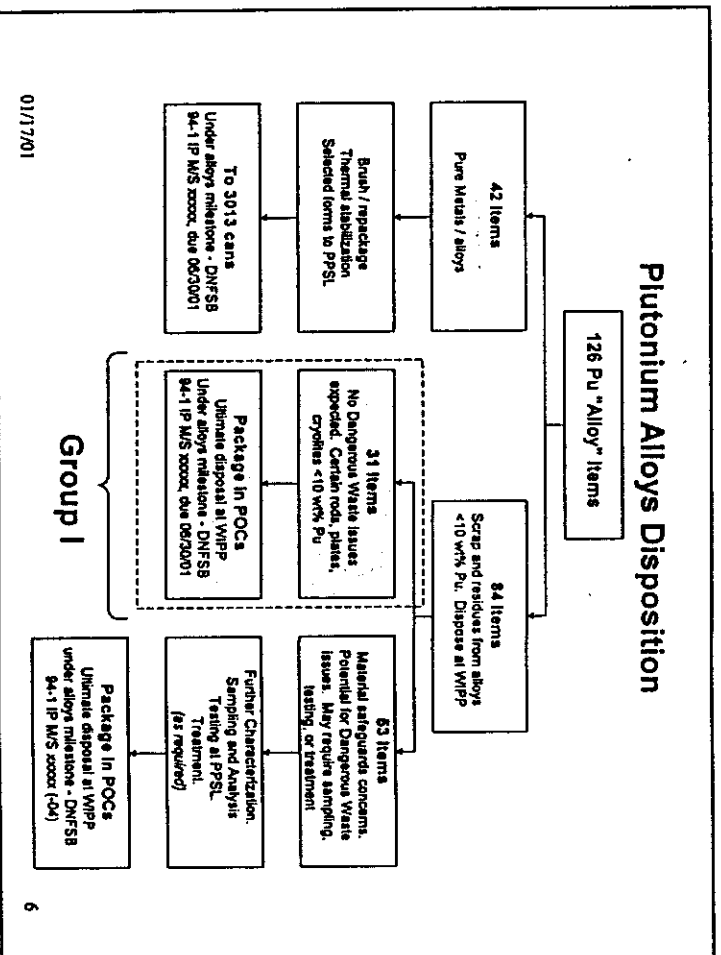 Plutonium Alloys Disposition
126 Pu "Alloy" Items
42 Items
Pure Metals / alloys
Brush / repackage
Thermal stabilization
Selected forms to PPSL
To 3013 cans
Under alloys milestone - DNFSB
94-1 IP M/S xxxxx, due 06/30/01
84 Items
Scrap and residues from alloys
<10 wt% Pu. Dispose at WIPP
31 Items
No Dangerous Waste Issues
expected. Certain rods, plates,
cryolites <10 wt% Pu
Package in POCs
Ultimate disposal at WIPP
Under alloys milestone - DNFSB
94-1 IP M/S xxxxx, due 06/30/01
Group I
53 Items
Material safeguards concerns.
Potential for Dangerous Waste
issues. May require sampling,
testing, or treatment
Further Characterization.
Sampling and Analysis
Testing at PPSL
Treatment.
(as required)
Package in POCs
Ultimate disposal at WIPP
under alloys milestone - DNFSB
94-1 IP M/S xxxxx (-04)
01/17/01
6